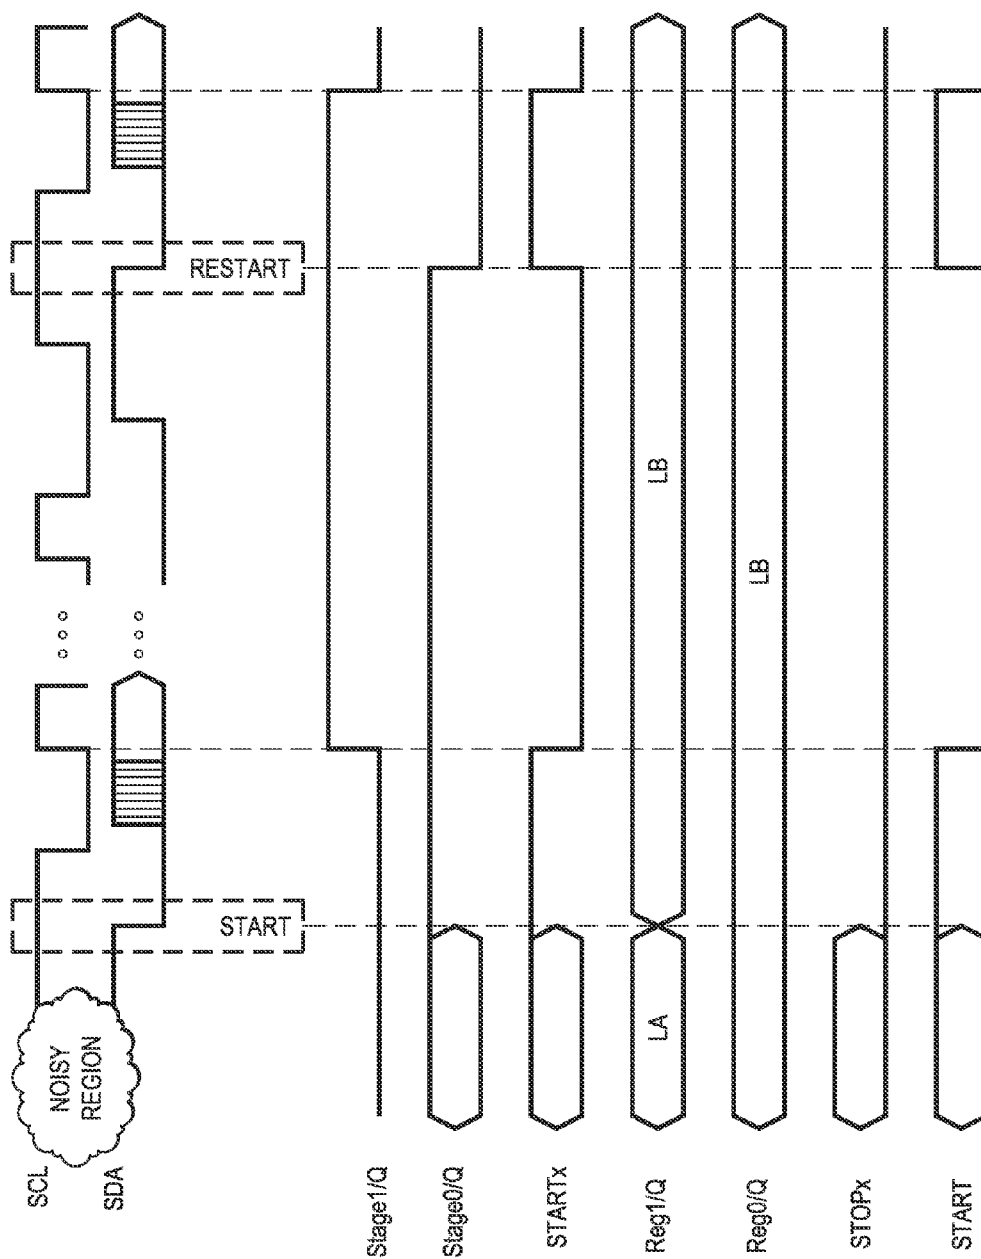 SCL
NOISY
REGION
SDA
START
RESTART
Stage1/Q
Stage0/Q
STARTx
Reg1/Q
LA
LB
Reg0/Q
LB
STOPx
START